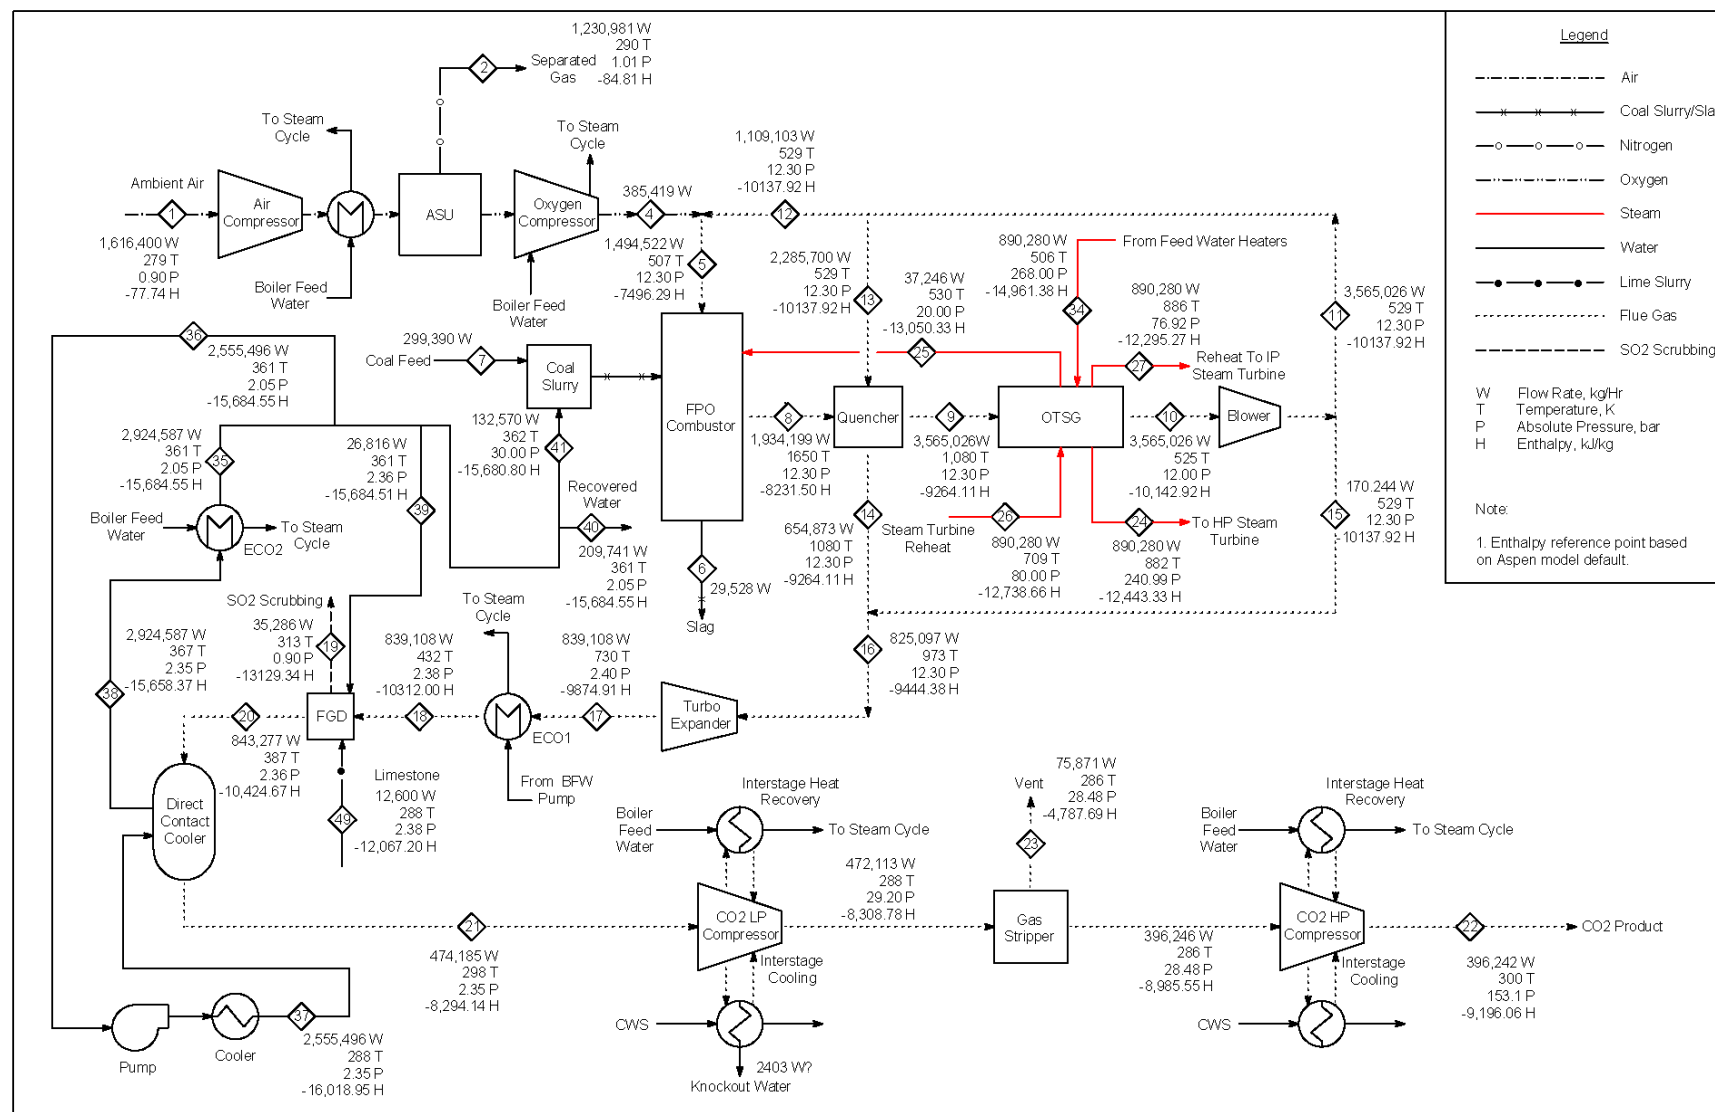 1,230,981 W
290 T
1.01 P
-84.81 H
2
Separated
Gas
To Steam
Cycle
To Steam
Cycle
1,109,103 W
529 T
12.30 P
-10137.92 H
Ambient Air
1
Air
Compressor
ASU
Oxygen
Compressor
385,419 W
4
12
1,616,400 W
279 T
0.90 P
-77.74 H
Boiler Feed
Water
Boiler Feed
Water
1,494,522 W
507 T
12.30 P
-7496.29 H
5
2,285,700 W
529 T
12.30 P
-10137.92 H
13
890,280 W
506 T
268.00 P
-14,961.38 H
From Feed Water Heaters
34
37,246 W
530 T
20.00 P
-13,050.33 H
25
890,280 W
886 T
76.92 P
-12,295.27 H
27
Reheat To IP
Steam Turbine
11
3,565,026 W
529 T
12.30 P
-10137.92 H
36
2,555,496 W
361 T
2.05 P
-15,684.55 H
299,390 W
Coal Feed
7
Coal
Slurry
FPO
Combustor
8
Quencher
9
OTSG
10
Blower
132,570 W
362 T
30.00 P
-15,680.80 H
41
1,934,199 W
1650 T
12.30 P
-8231.50 H
3,565,026W
1,080 T
12.30 P
-9264.11 H
3,565,026 W
525 T
12.00 P
-10,142.92 H
2,924,587 W
361 T
2.05 P
-15,684.55 H
35
26,816 W
361 T
2.36 P
-15,684.51 H
39
Boiler Feed
Water
To Steam
Cycle
ECO2
Recovered
Water
40
209,741 W
361 T
2.05 P
-15,684.55 H
14
654,873 W
1080 T
12.30 P
-9264.11 H
Steam Turbine
Reheat
26
890,280 W
709 T
80.00 P
-12,738.66 H
24
To HP Steam
Turbine
890,280 W
882 T
240.99 P
-12,443.33 H
170.244 W
529 T
12.30 P
-10137.92 H
15
6
29,528 W
Slag
SO2 Scrubbing
35,286 W
313 T
0.90 P
-13129.34 H
19
2,924,587 W
367 T
2.35 P
-15,658.37 H
38
To Steam
Cycle
839,108 W
432 T
2.38 P
-10312.00 H
839,108 W
730 T
2.40 P
-9874.91 H
16
825,097 W
973 T
12.30 P
-9444.38 H
20
FGD
18
ECO1
17
Turbo
Expander
843,277 W
387 T
2.36 P
-10,424.67 H
Direct
Contact
Cooler
Limestone
12,600 W
288 T
2.38 P
-12,067.20 H
49
From BFW
Pump
Interstage Heat
Recovery
Boiler
Feed
Water
To Steam Cycle
75,871 W
286 T
28.48 P
-4,787.69 H
Vent
23
Interstage Heat
Recovery
Boiler
Feed
Water
To Steam Cycle
21
474,185 W
298 T
2.35 P
-8,294.14 H
CO2 LP
Compressor
472,113 W
288 T
29.20 P
-8,308.78 H
Gas
Stripper
396,246 W
286 T
28.48 P
-8,985.55 H
CO2 HP
Compressor
22
CO2 Product
396,242 W
300 T
153.1 P
-9,196.06 H
Interstage
Cooling
Interstage
Cooling
CWS
CWS
2403 W?
Knockout Water
37
Pump
Cooler
2,555,496 W
288 T
2.35 P
-16,018.95 H
Legend
Air
Coal Slurry/Sla
Nitrogen
Oxygen
Steam
Water
Lime Slurry
Flue Gas
SO2 Scrubbing
W Flow Rate, kg/Hr
T Temperature, K
P Absolute Pressure, bar
H Enthalpy, kJ/kg
Note:
1. Enthalpy reference point based
on Aspen model default.